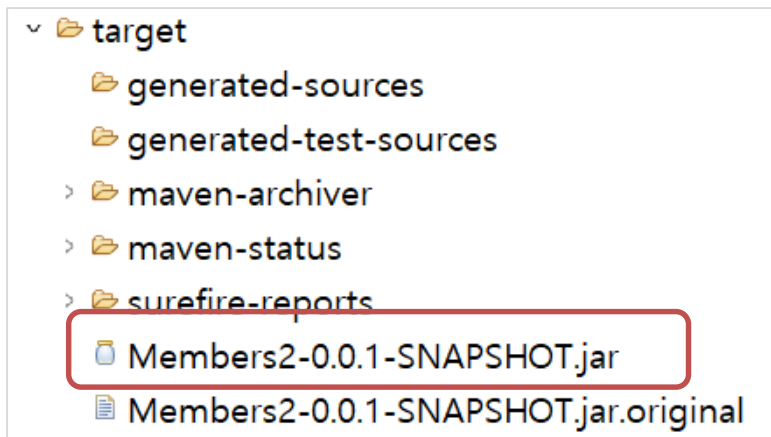 target
generated-sources
generated-test-sources
maven-archiver
maven-status
surefire-reports
Members2-0.0.1-SNAPSHOT.jar
Members2-0.0.1-SNAPSHOT.jar.original